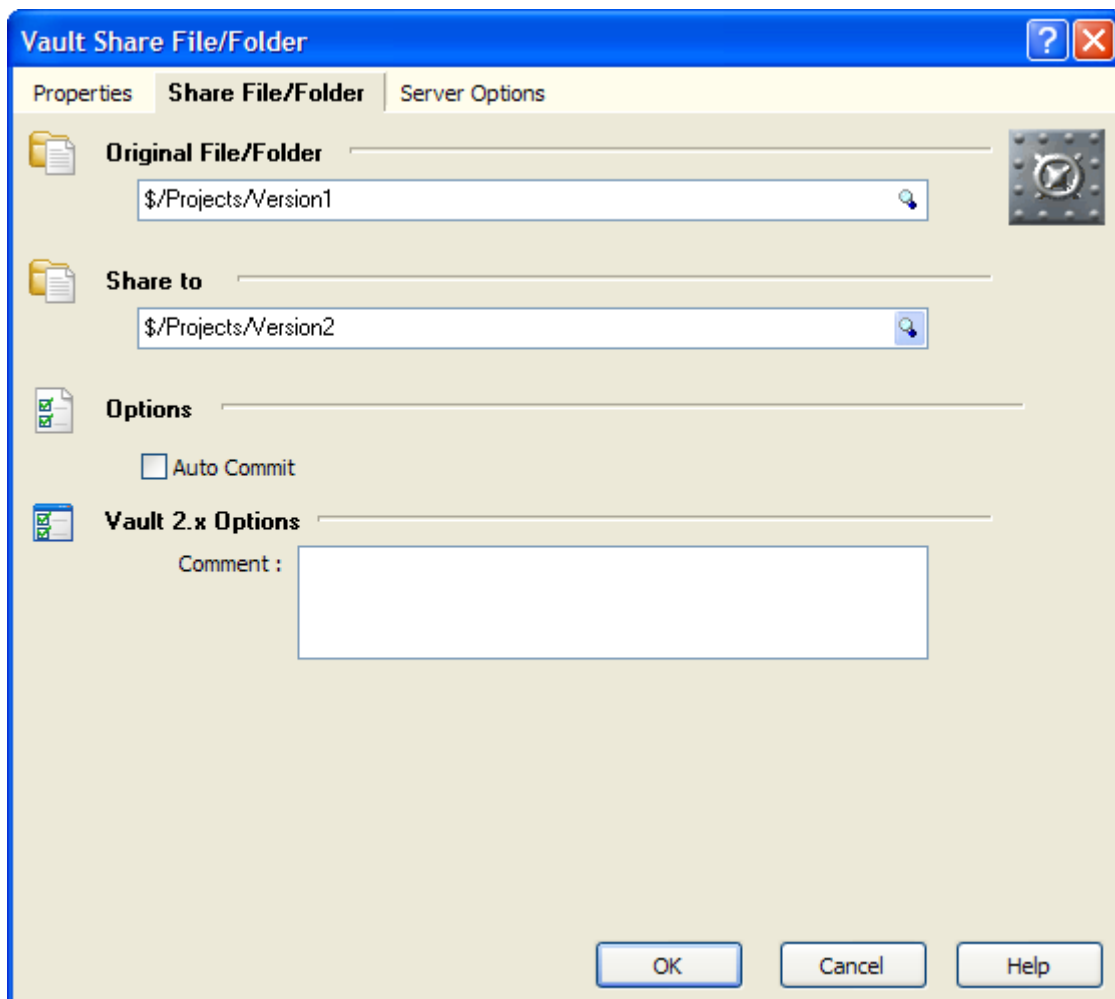 Vault Share File/Folder
Properties Share File/Folder Server Options
Original File/Folder
$/Projects/Version1
Share to
$/Projects/Version2
Options
Auto Commit
Vault 2.x Options
Comment :
OK Cancel Help